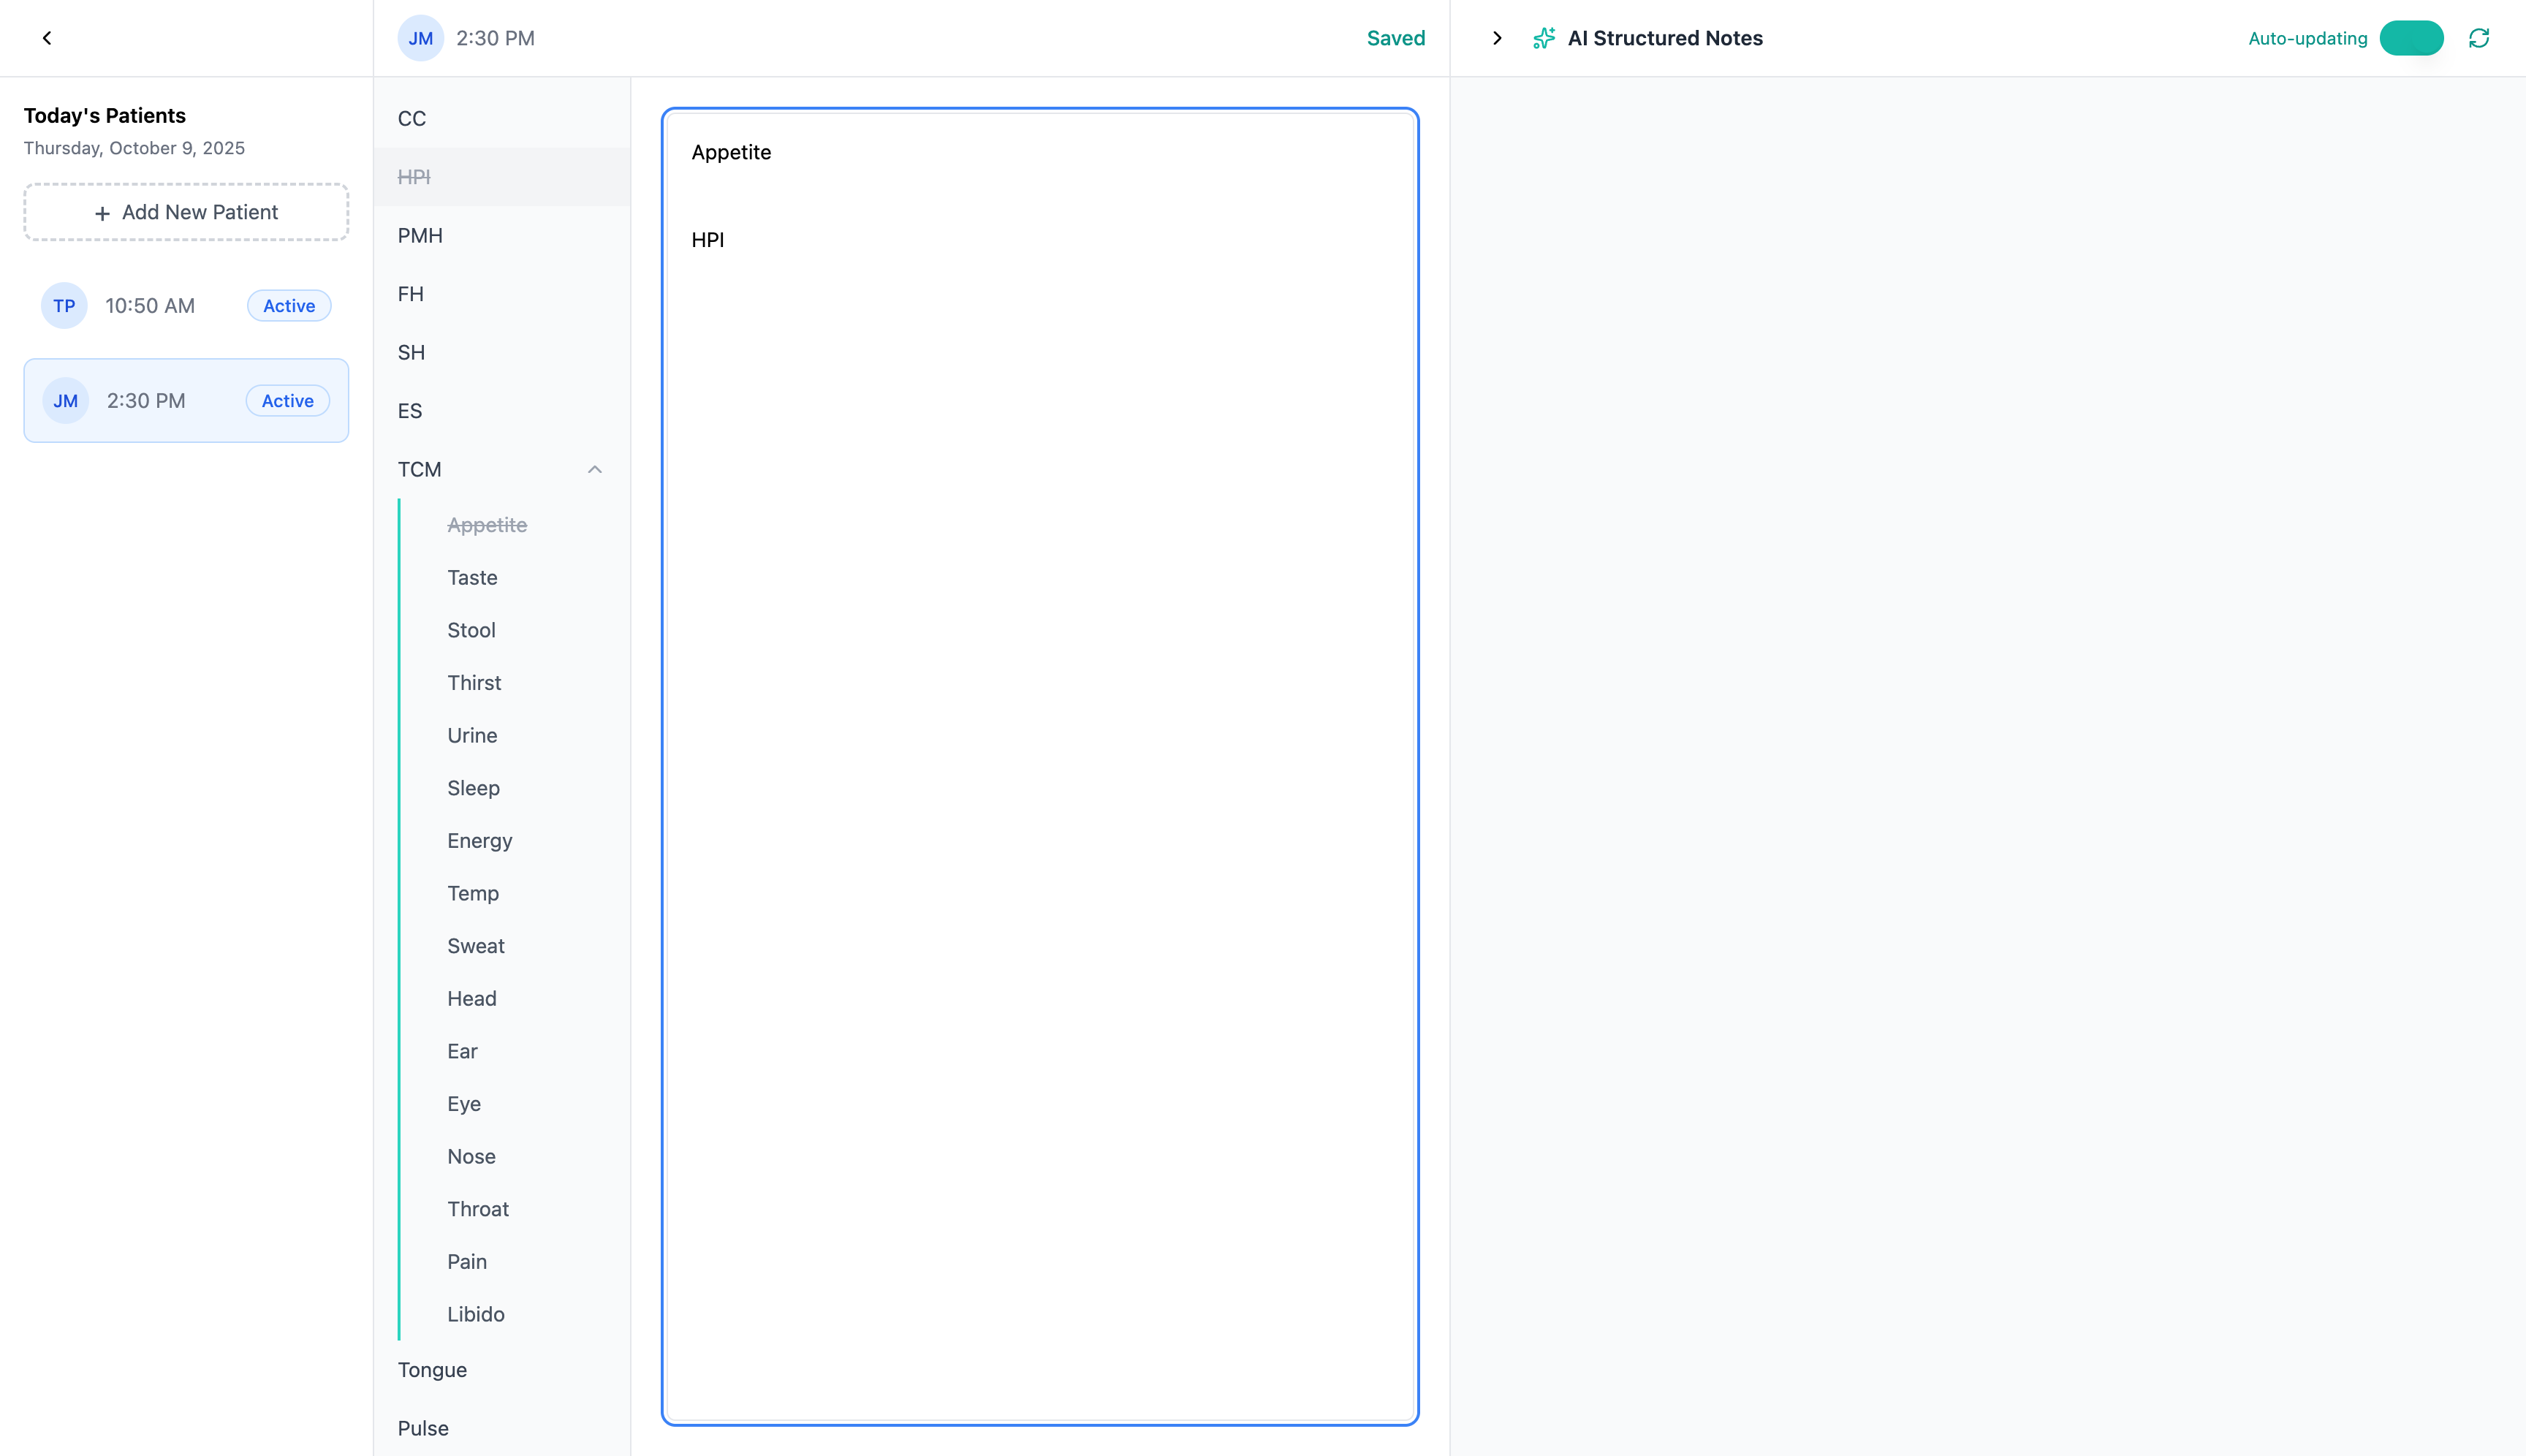 Today's Patients
Thursday, October 9, 2025
+ Add New Patient
TP 10:50 AM Active
JM 2:30 PM Active
JM 2:30 PM Saved
CC
HPI
PMH
FH
SH
ES
TCM
Appetite
Taste
Stool
Thirst
Urine
Sleep
Energy
Temp
Sweat
Head
Ear
Eye
Nose
Throat
Pain
Libido
Tongue
Pulse
Appetite
HPI
AI Structured Notes
Auto-updating